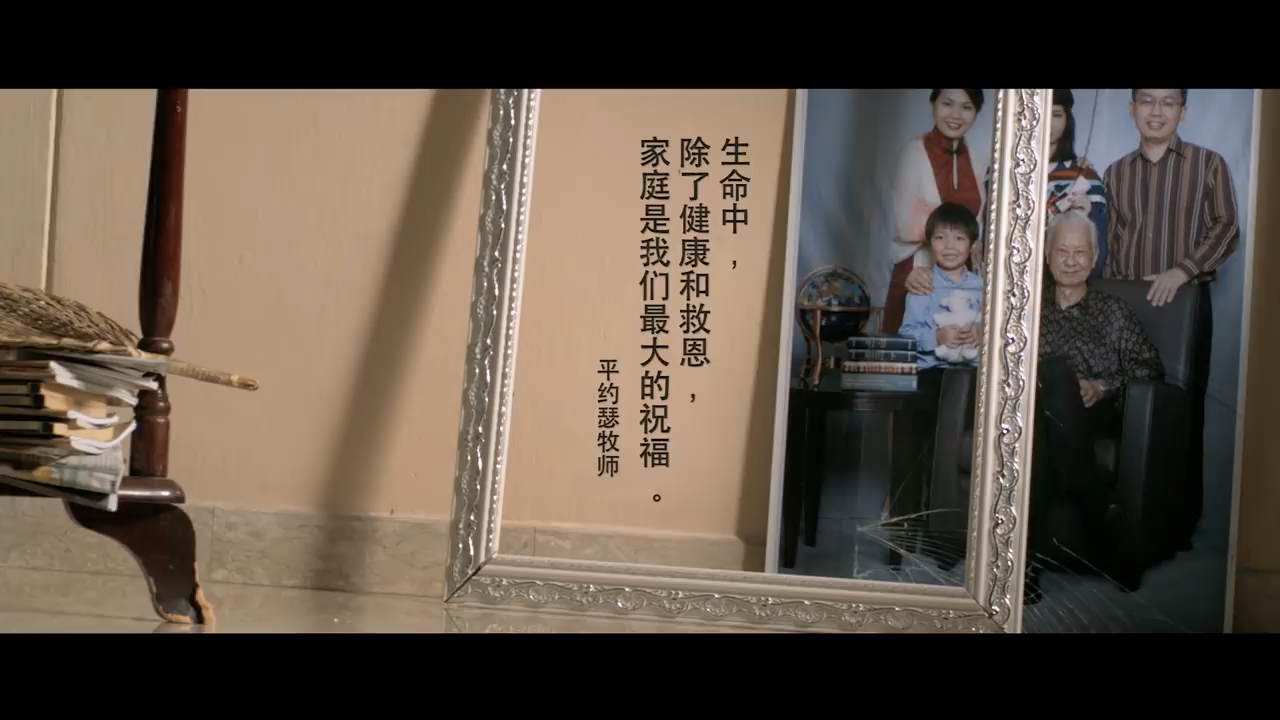 生命中，
除了健康和救恩，
家庭是我们最大的祝福。
平约瑟牧师